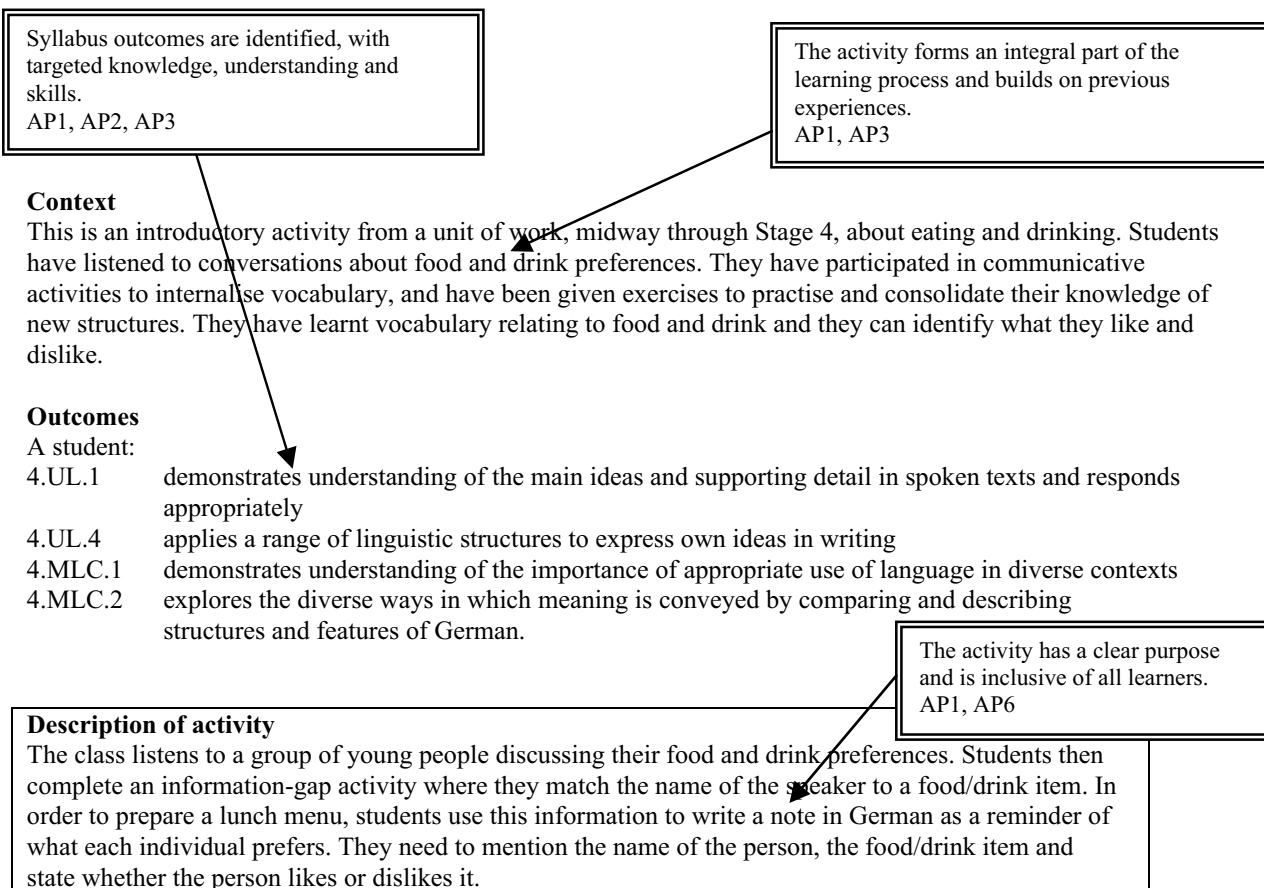 Syllabus outcomes are identified, with
targeted knowledge, understanding and
skills.
AP1, AP2, AP3
The activity forms an integral part of the
learning process and builds on previous
experiences.
AP1, AP3
Context
This is an introductory activity from a unit of work, midway through Stage 4, about eating and drinking. Students
have listened to conversations about food and drink preferences. They have participated in communicative
activities to internalise vocabulary, and have been given exercises to practise and consolidate their knowledge of
new structures. They have learnt vocabulary relating to food and drink and they can identify what they like and
dislike.
Outcomes
A student:
4.UL.1 demonstrates understanding of the main ideas and supporting detail in spoken texts and responds
appropriately
4.UL.4 applies a range of linguistic structures to express own ideas in writing
4.MLC.1 demonstrates understanding of the importance of appropriate use of language in diverse contexts
4.MLC.2 explores the diverse ways in which meaning is conveyed by comparing and describing
structures and features of German.
The activity has a clear purpose
and is inclusive of all learners.
AP1, AP6
Description of activity
The class listens to a group of young people discussing their food and drink preferences. Students then
complete an information-gap activity where they match the name of the speaker to a food/drink item. In
order to prepare a lunch menu, students use this information to write a note in German as a reminder of
what each individual prefers. They need to mention the name of the person, the food/drink item and
state whether the person likes or dislikes it.